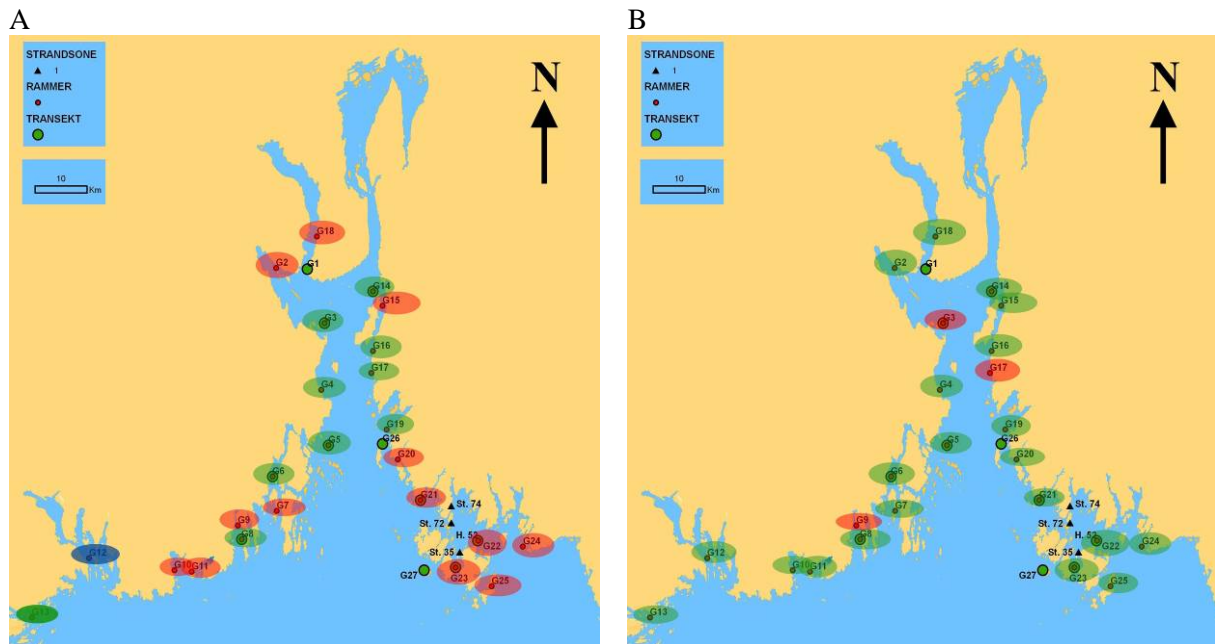 A
STRANDSONE
1
RAMMER
TRANSEKT
10
Km
N
G18
G2
G1
G14
G15
G3
G16
G17
G4
G19
G26
G5
G20
G6
G21
St. 74
G7
St. 72
G9
H. 53
G8
G22
G24
St. 35
G12
G10
G11
G27
G23
G25
B
STRANDSONE
1
RAMMER
TRANSEKT
10
Km
N
G18
G2
G1
G14
G15
G3
G16
G17
G4
G19
G26
G5
G20
G6
G21
St. 74
G7
St. 72
G9
G8
G22
G24
St. 35
G12
G10
G11
G27
G23
G25
G13